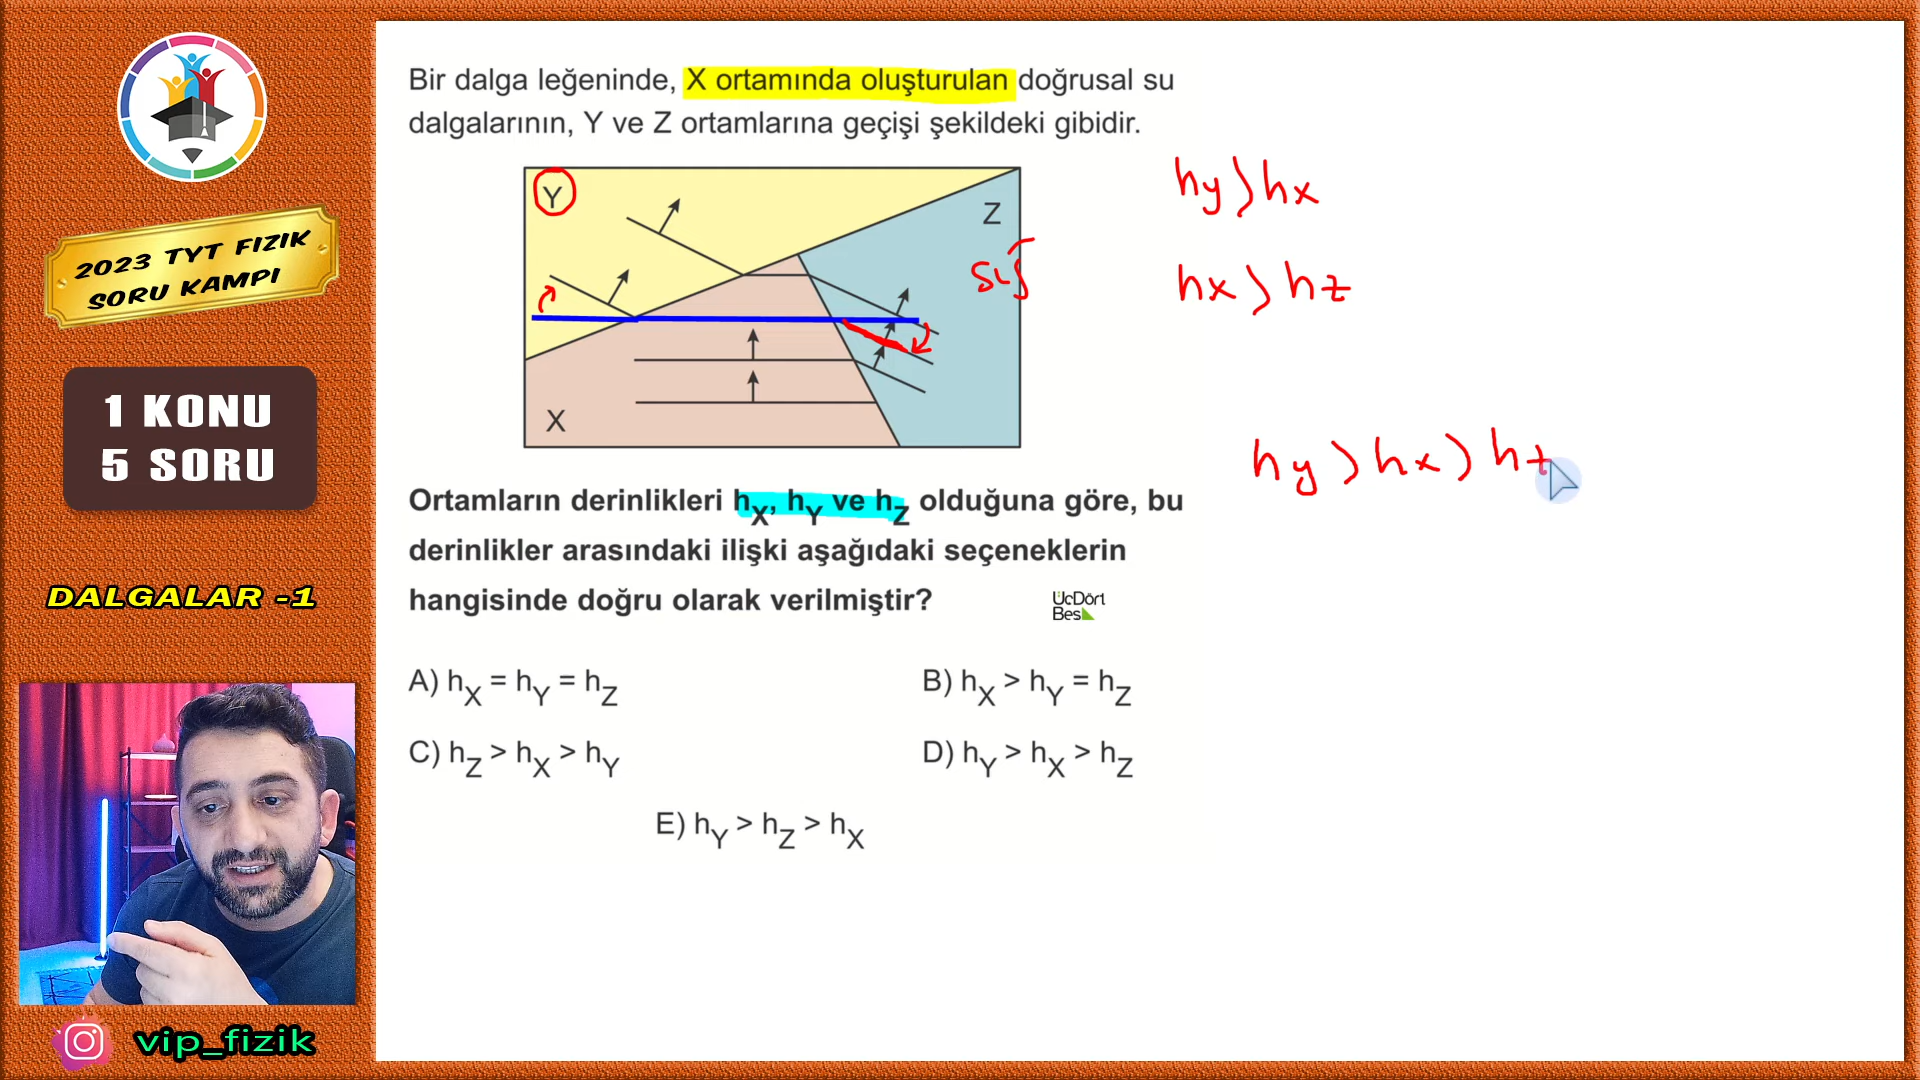 2023 TYT FIZIK
SORU KAMPI
1 KONU
5 SORU
DALGALAR -1
vip_fizik
Bir dalga leğeninde, X ortamında oluşturulan doğrusal su
dalgalarının, Y ve Z ortamlarına geçişi şekildeki gibidir.
Y
Z
X
sığ
hy > hx
hx > hz
hy > hx > hz
Ortamların derinlikleri hX, hY ve hZ olduğuna göre, bu
derinlikler arasındaki ilişki aşağıdaki seçeneklerin
hangisinde doğru olarak verilmiştir?
ÜçDört
Beş
A) hX = hY = hZ
B) hX > hY = hZ
C) hZ > hX > hY
D) hY > hX > hZ
E) hY > hZ > hX